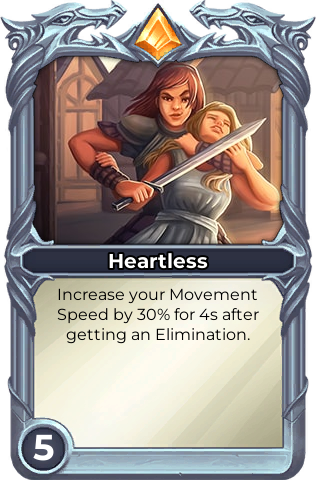 Heartless
Increase your Movement
Speed by 30% for 4s after
getting an Elimination.
5